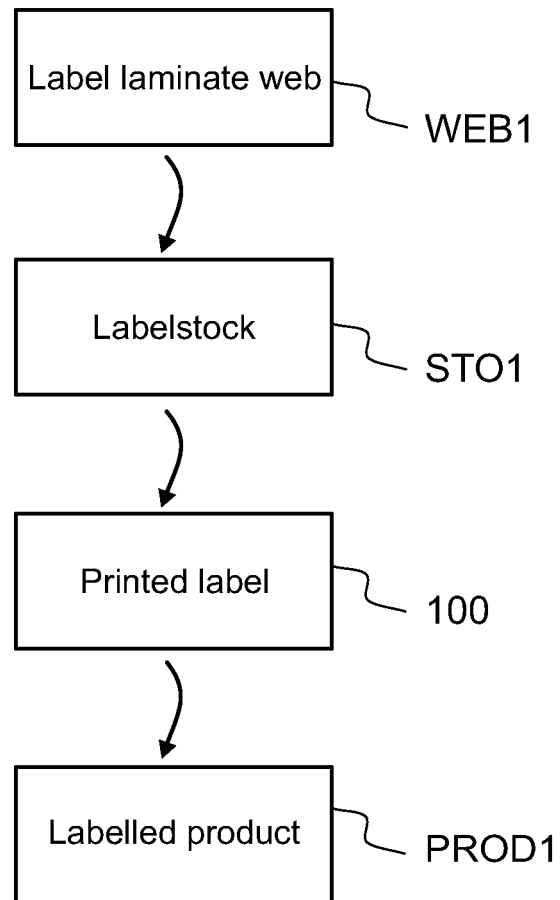 Label laminate web
WEB1
Labelstock
STO1
Printed label
100
Labelled product
PROD1